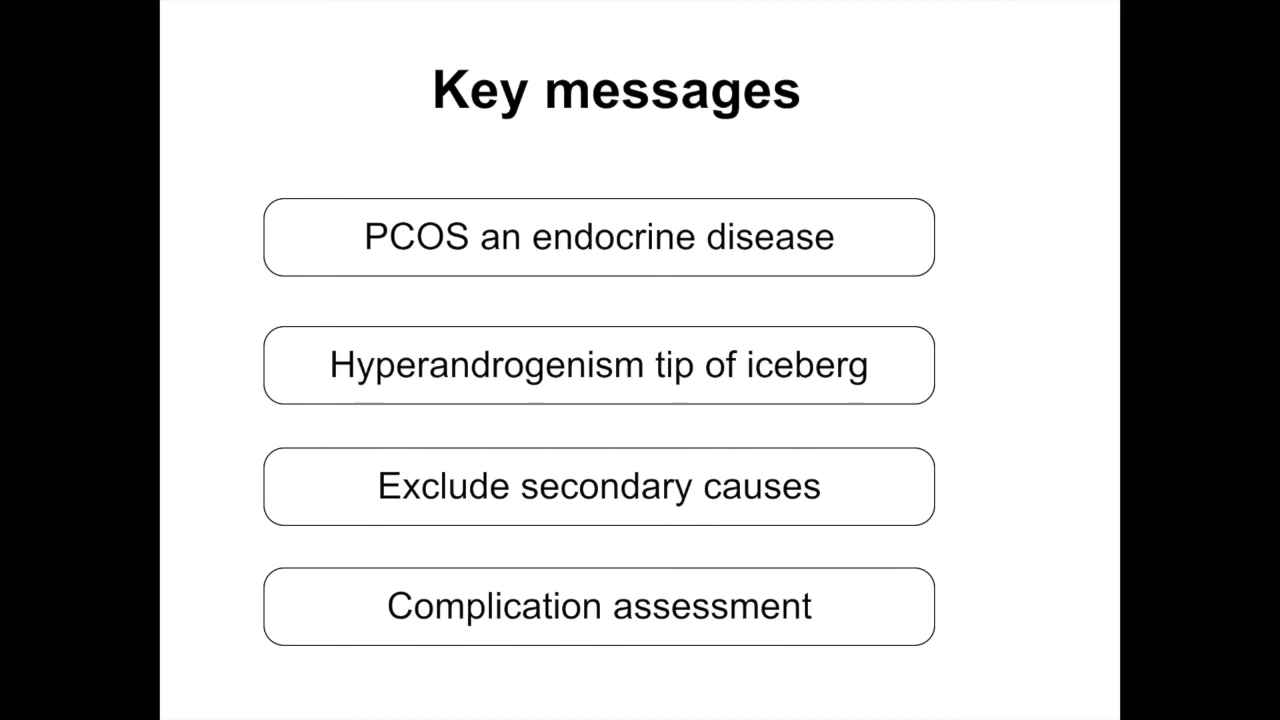 Key messages
PCOS an endocrine disease
Hyperandrogenism tip of iceberg
Exclude secondary causes
Complication assessment